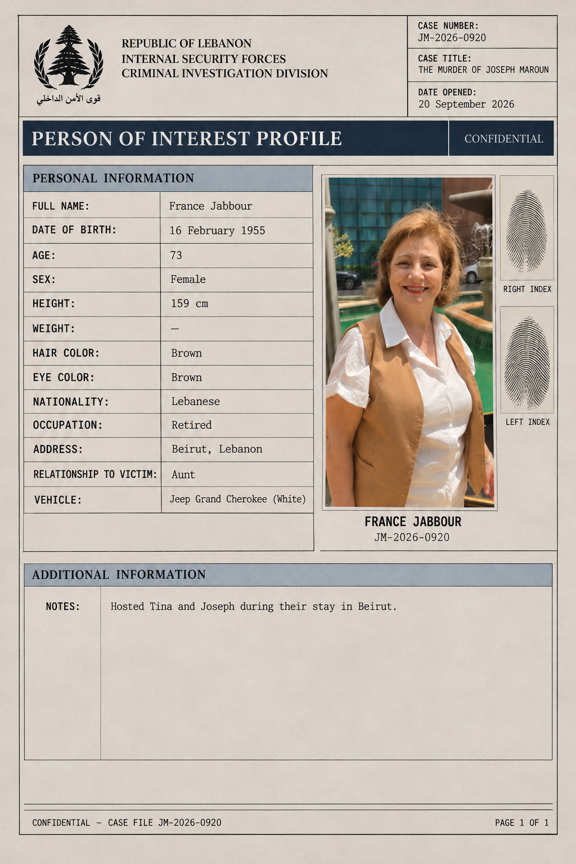 REPUBLIC OF LEBANON
INTERNAL SECURITY FORCES
CRIMINAL INVESTIGATION DIVISION
قوى الأمن الداخلي
CASE NUMBER:
JM-2026-0920
CASE TITLE:
THE MURDER OF JOSEPH MAROUN
DATE OPENED:
20 September 2026
PERSON OF INTEREST PROFILE
CONFIDENTIAL
PERSONAL INFORMATION
FULL NAME: France Jabbour
DATE OF BIRTH: 16 February 1955
AGE: 73
SEX: Female
HEIGHT: 159 cm
WEIGHT: —
HAIR COLOR: Brown
EYE COLOR: Brown
NATIONALITY: Lebanese
OCCUPATION: Retired
ADDRESS: Beirut, Lebanon
RELATIONSHIP TO VICTIM: Aunt
VEHICLE: Jeep Grand Cherokee (White)
RIGHT INDEX
LEFT INDEX
FRANCE JABBOUR
JM-2026-0920
ADDITIONAL INFORMATION
NOTES: Hosted Tina and Joseph during their stay in Beirut.
CONFIDENTIAL — CASE FILE JM-2026-0920
PAGE 1 OF 1